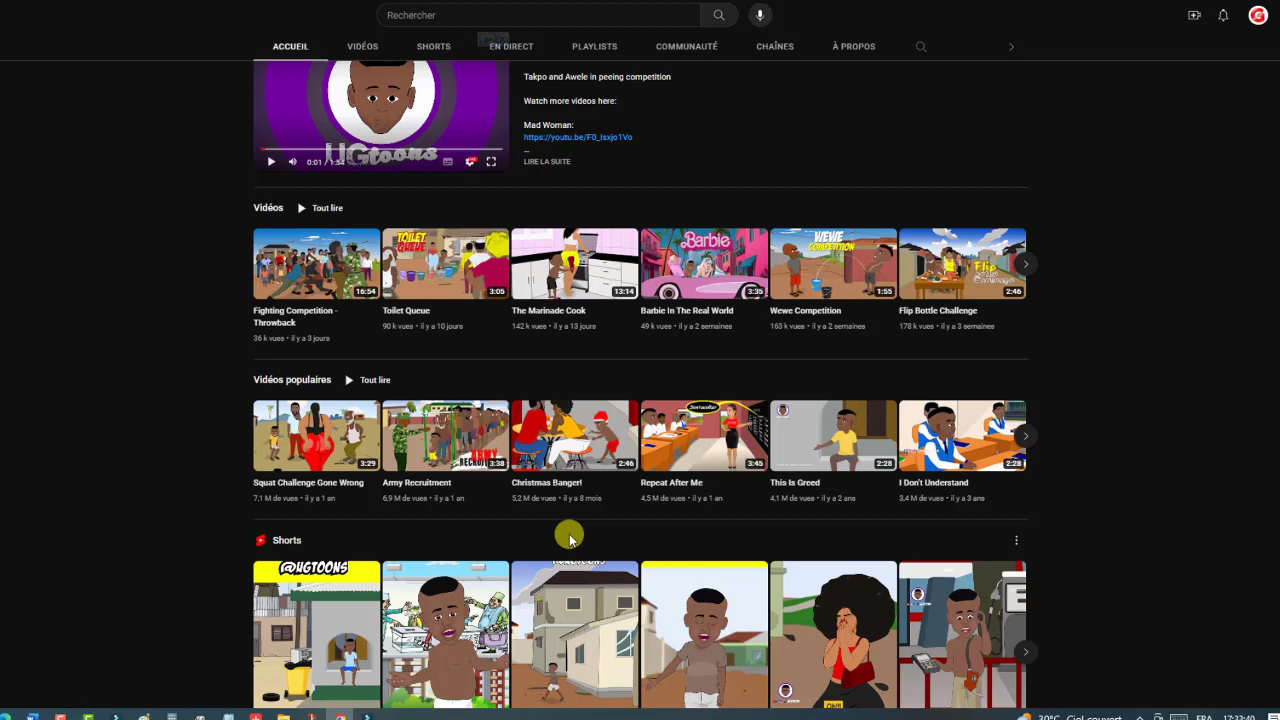 Rechercher
ACCUEIL VIDÉOS SHORTS EN DIRECT PLAYLISTS COMMUNAUTÉ CHAÎNES À PROPOS
Takpo and Awele in peeing competition
Watch more videos here:
Mad Woman:
https://youtu.be/F0_Isxjo1Vo
...
LIRE LA SUITE
UGtoons
0:01 / 1:54
Vidéos Tout lire
TOILET
QUEUE
Barbie
WEWE
COMPETITION
Flip
16:54 3:05 13:14 3:35 1:55 2:46
Fighting Competition - Toilet Queue The Marinade Cook Barbie In The Real World Wewe Competition Flip Bottle Challenge
Throwback
90 k vues • il y a 10 jours 142 k vues • il y a 13 jours 49 k vues • il y a 2 semaines 163 k vues • il y a 2 semaines 178 k vues • il y a 3 semaines
36 k vues • il y a 3 jours
Vidéos populaires Tout lire
ARMY
3:29 3:38 2:46 3:45 2:28 2:28
Squat Challenge Gone Wrong Army Recruitment Christmas Banger! Repeat After Me This Is Greed I Don't Understand
7,1 M de vues • il y a 1 an 6,9 M de vues • il y a 1 an 5,2 M de vues • il y a 8 mois 4,5 M de vues • il y a 1 an 4,1 M de vues • il y a 2 ans 3,4 M de vues • il y a 3 ans
Shorts
@UGTOONS
30°C Ciel couvert FRA 17:33:40